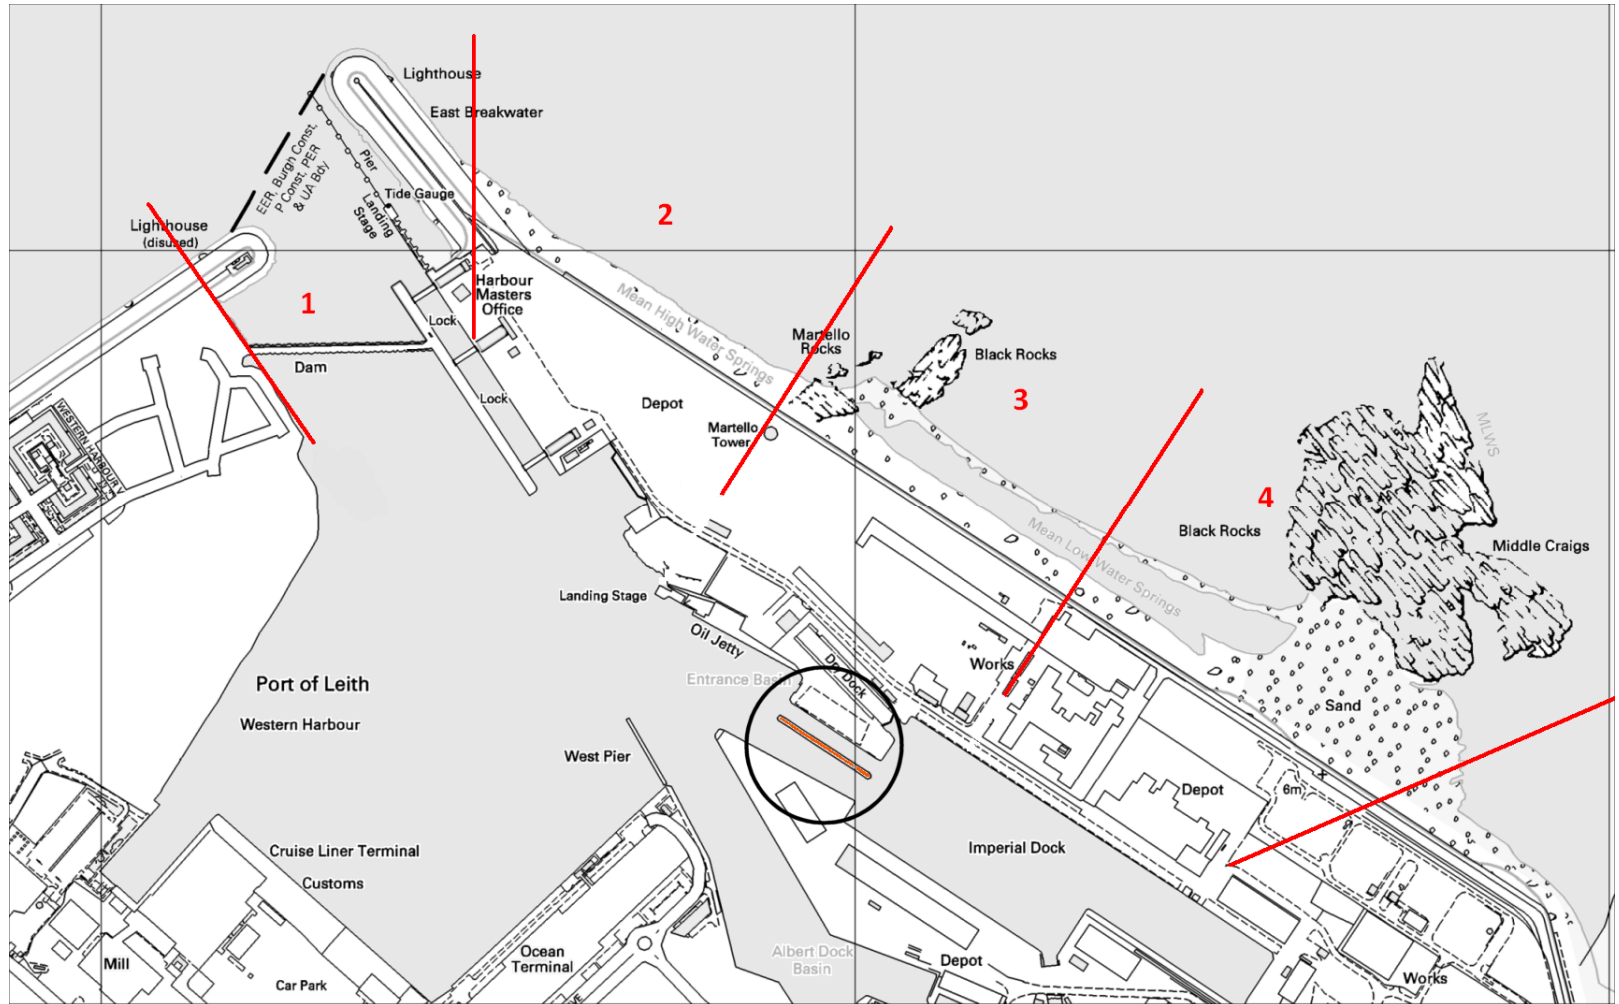 Lighthouse
East Breakwater
EER, Burgh Const,
P Const, PER
& UA Bdy
Pier
Tide Gauge
Landing
Stage
Lighthouse
(disused)
2
1
Harbour
Masters
Office
Lock
Mean High Water Springs
Martello
Rocks
Black Rocks
Dam
Lock
Depot
3
Martello
Tower
MLWS
WESTERN HARBOUR V
4
Black Rocks
Middle Craigs
Mean Low Water Springs
Landing Stage
Oil Jetty
Works
Dry Dock
Entrance Basin
Port of Leith
Western Harbour
Sand
West Pier
Depot
6m
Cruise Liner Terminal
Customs
Imperial Dock
Ocean
Terminal
Albert Dock
Basin
Mill
Car Park
Depot
Works